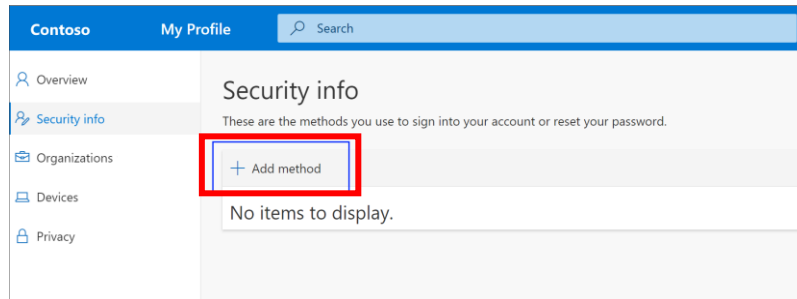 Contoso My Profile Search
Overview
Security info
Organizations
Devices
Privacy
Security info
These are the methods you use to sign into your account or reset your password.
+ Add method
No items to display.